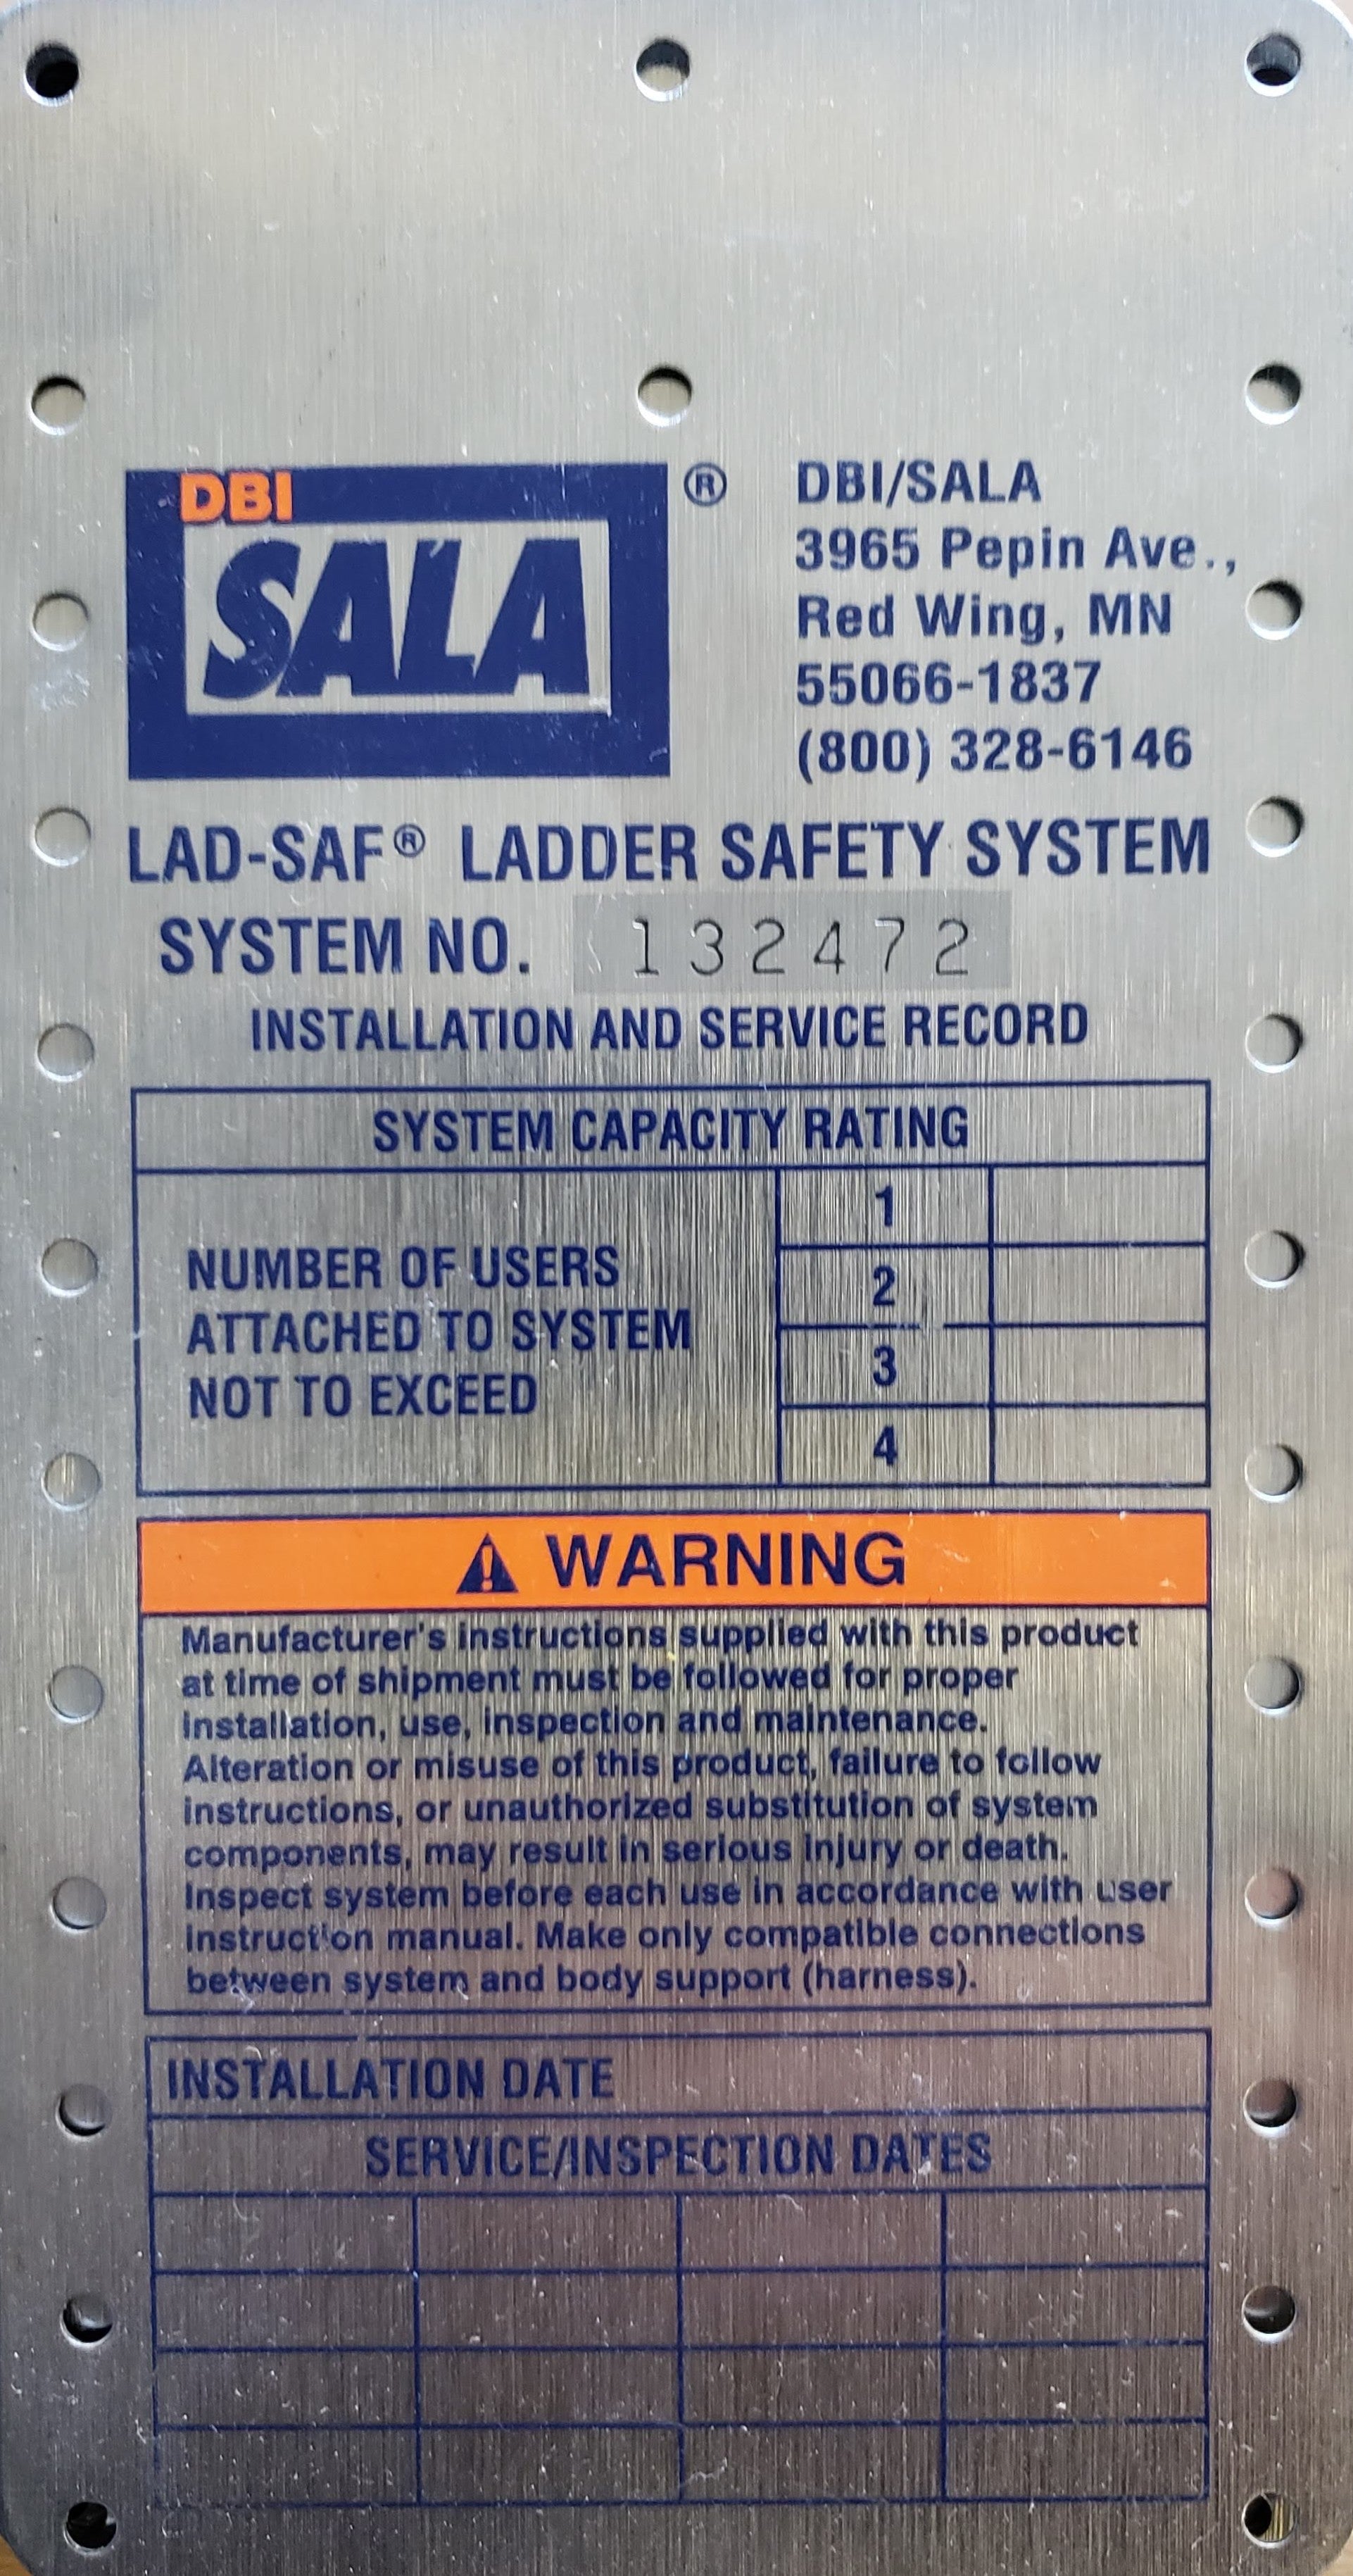 DBI
SALA
®
DBI/SALA
3965 Pepin Ave.,
Red Wing, MN
55066-1837
(800) 328-6146
LAD-SAF® LADDER SAFETY SYSTEM
SYSTEM NO. 132472
INSTALLATION AND SERVICE RECORD
SYSTEM CAPACITY RATING
NUMBER OF USERS
ATTACHED TO SYSTEM
NOT TO EXCEED
1
2
3
4
WARNING
Manufacturer's instructions supplied with this product
at time of shipment must be followed for proper
installation, use, inspection and maintenance.
Alteration or misuse of this product, failure to follow
instructions, or unauthorized substitution of system
components, may result in serious injury or death.
Inspect system before each use in accordance with user
instruction manual. Make only compatible connections
between system and body support (harness).
INSTALLATION DATE
SERVICE/INSPECTION DATES